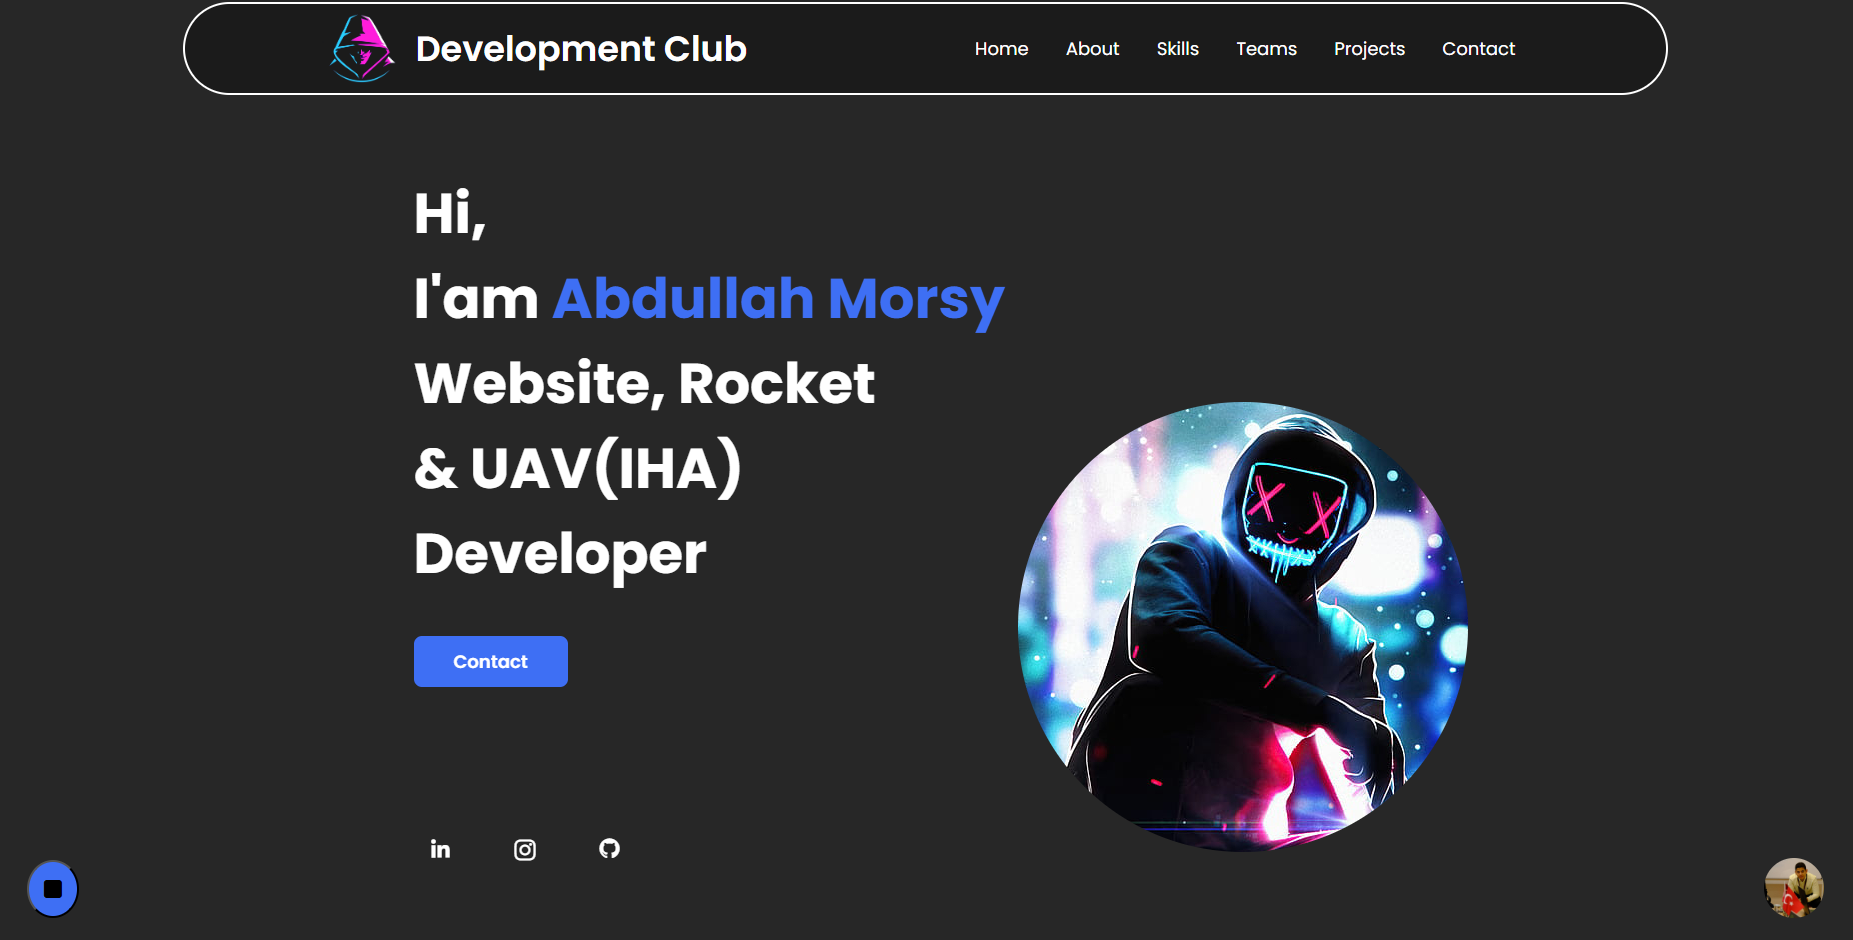 Development Club
Home About Skills Teams Projects Contact
Hi,
I'am Abdullah Morsy
Website, Rocket
& UAV(IHA)
Developer
Contact
in